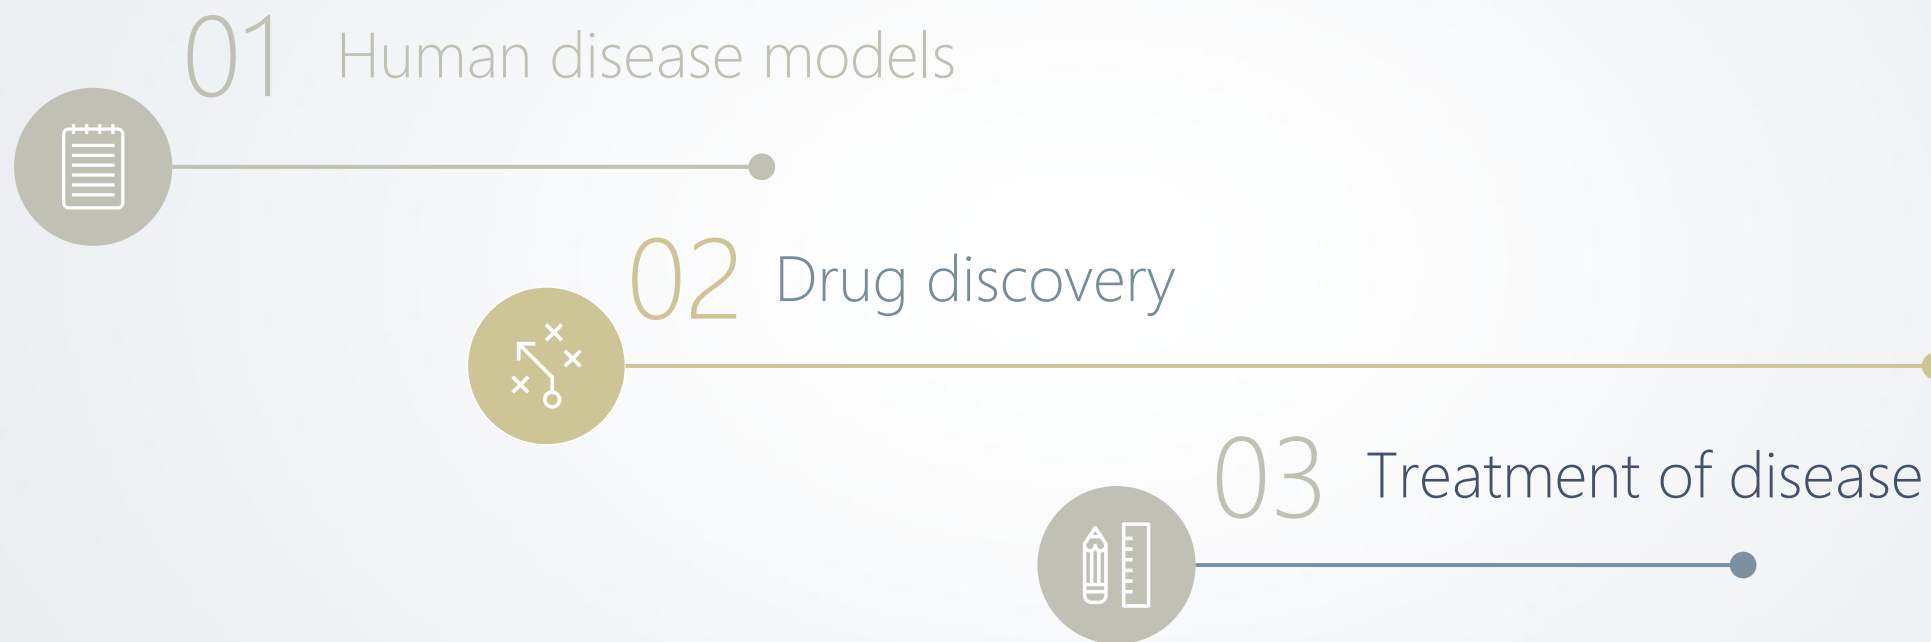 01 Human disease models
02 Drug discovery
03 Treatment of disease